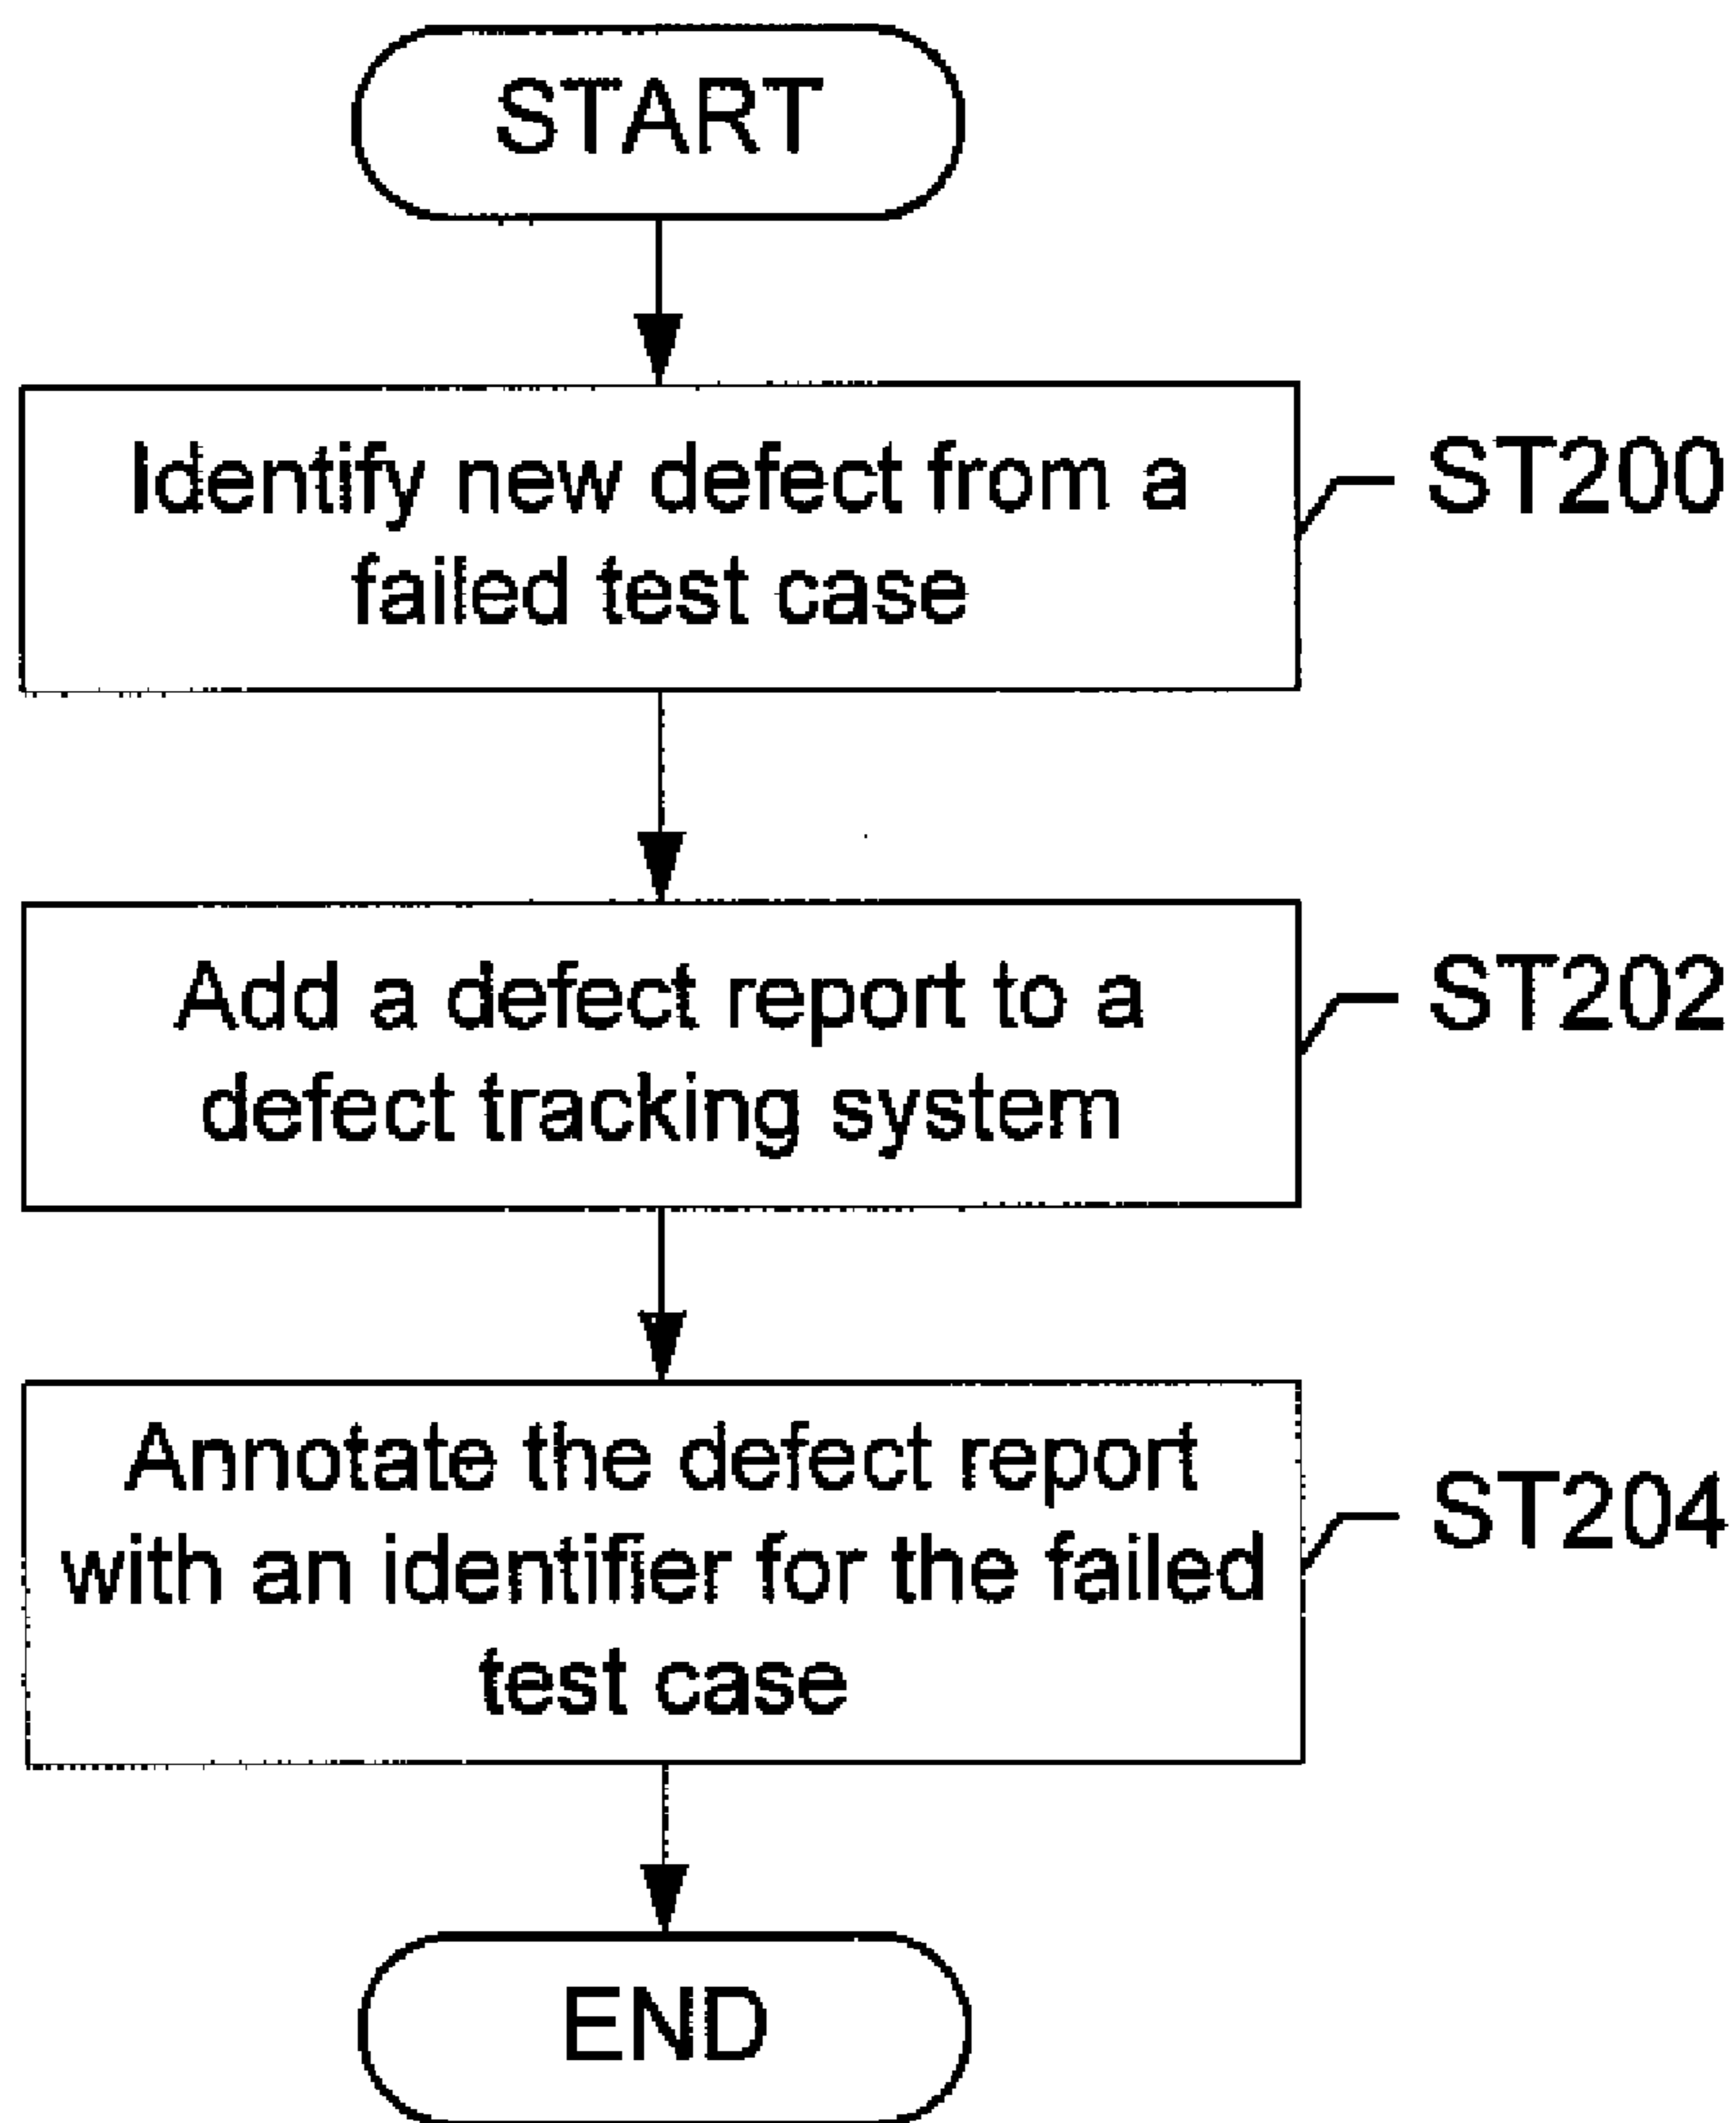 START
Identify new defect from a
failed test case
ST200
Add a defect report to a
defect tracking system
ST202
Annotate the defect report
with an identifier for the failed
test case
ST204
END